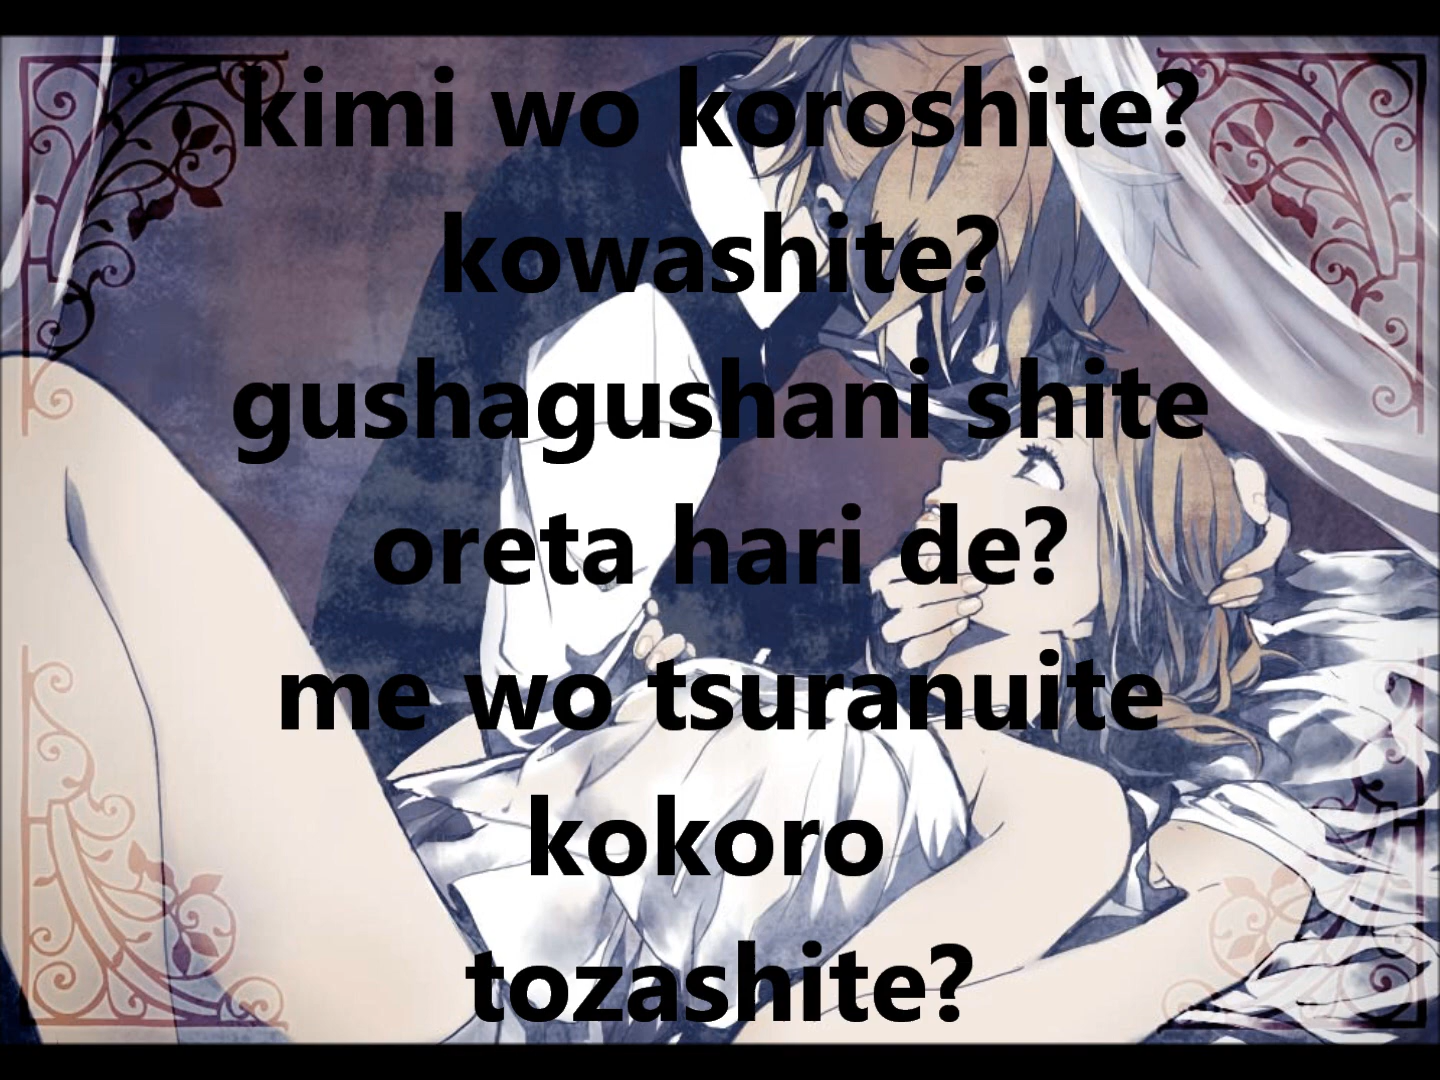 kimi wo koroshite?
kowashite?
gushagushani shite
oreta hari de?
me wo tsuranuite
kokoro
tozashite?